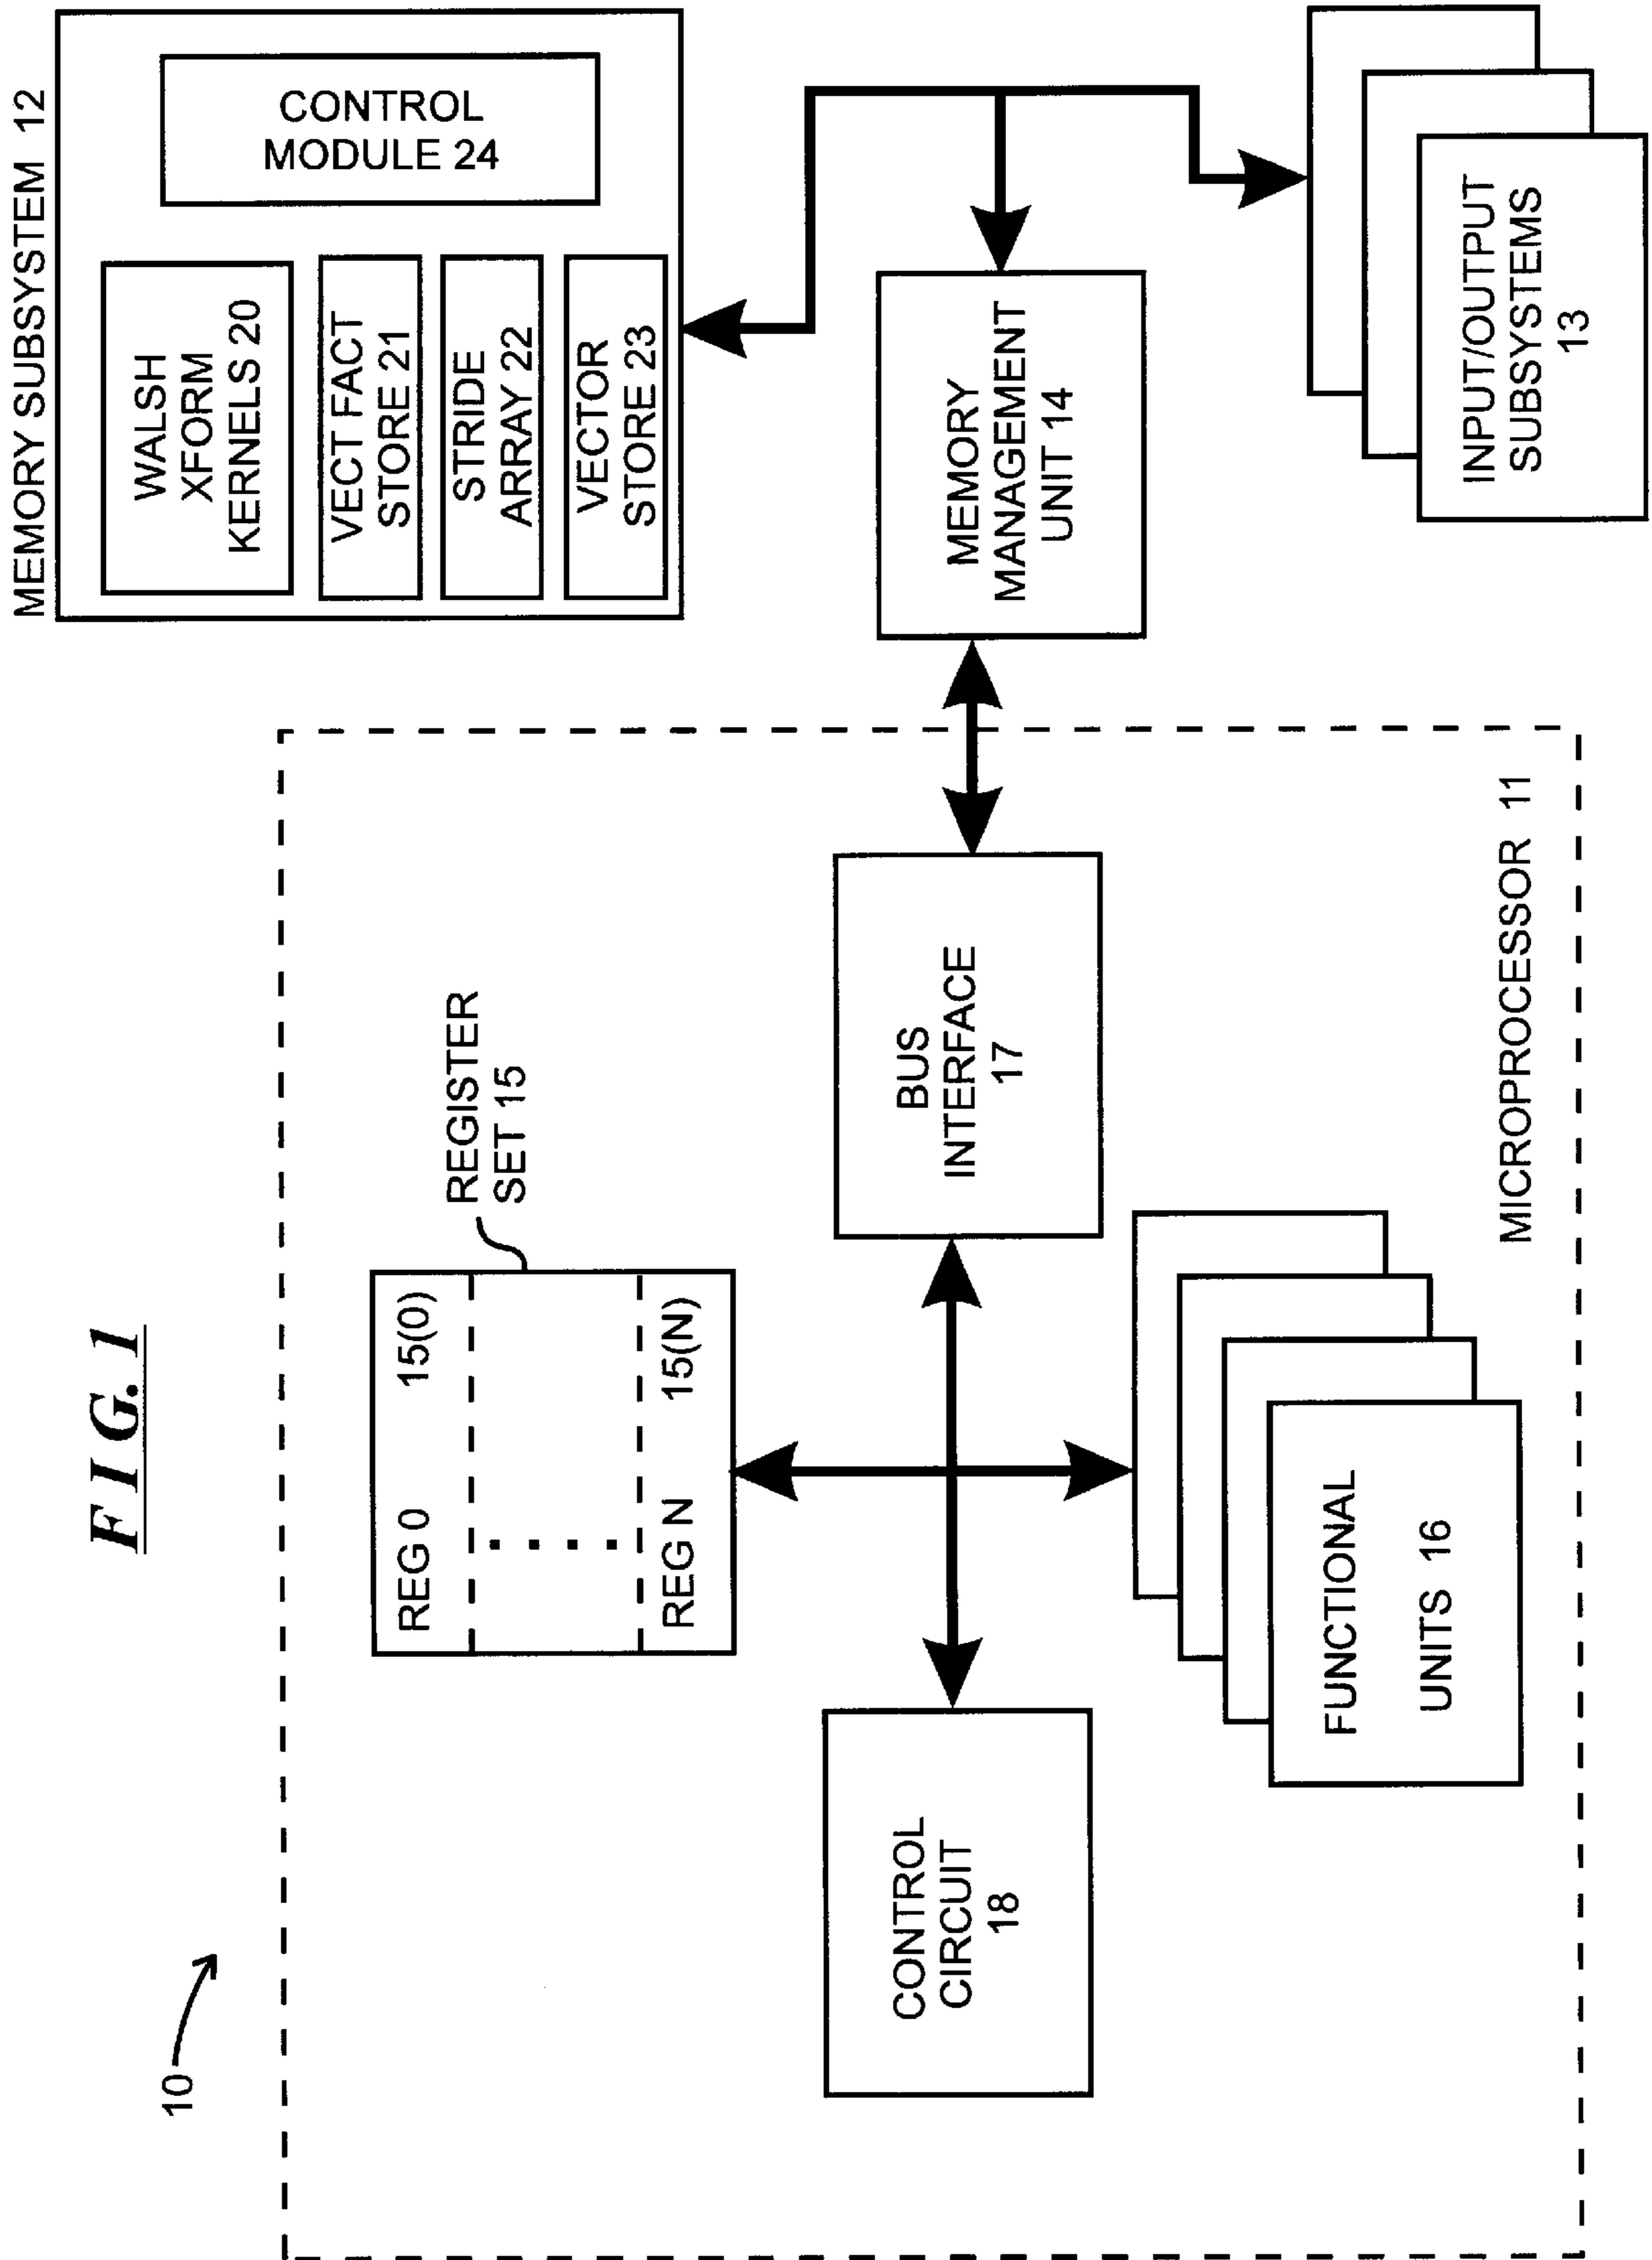 FIG. 1
10
REG 0 15(0)
REG N 15(N)
REGISTER
SET 15
CONTROL
CIRCUIT
18
BUS
INTERFACE
17
FUNCTIONAL
UNITS 16
MICROPROCESSOR 11
MEMORY SUBSYSTEM 12
WALSH
XFORM
KERNELS 20
VECT FACT
STORE 21
STRIDE
ARRAY 22
VECTOR
STORE 23
CONTROL
MODULE 24
MEMORY
MANAGEMENT
UNIT 14
INPUT/OUTPUT
SUBSYSTEMS
13